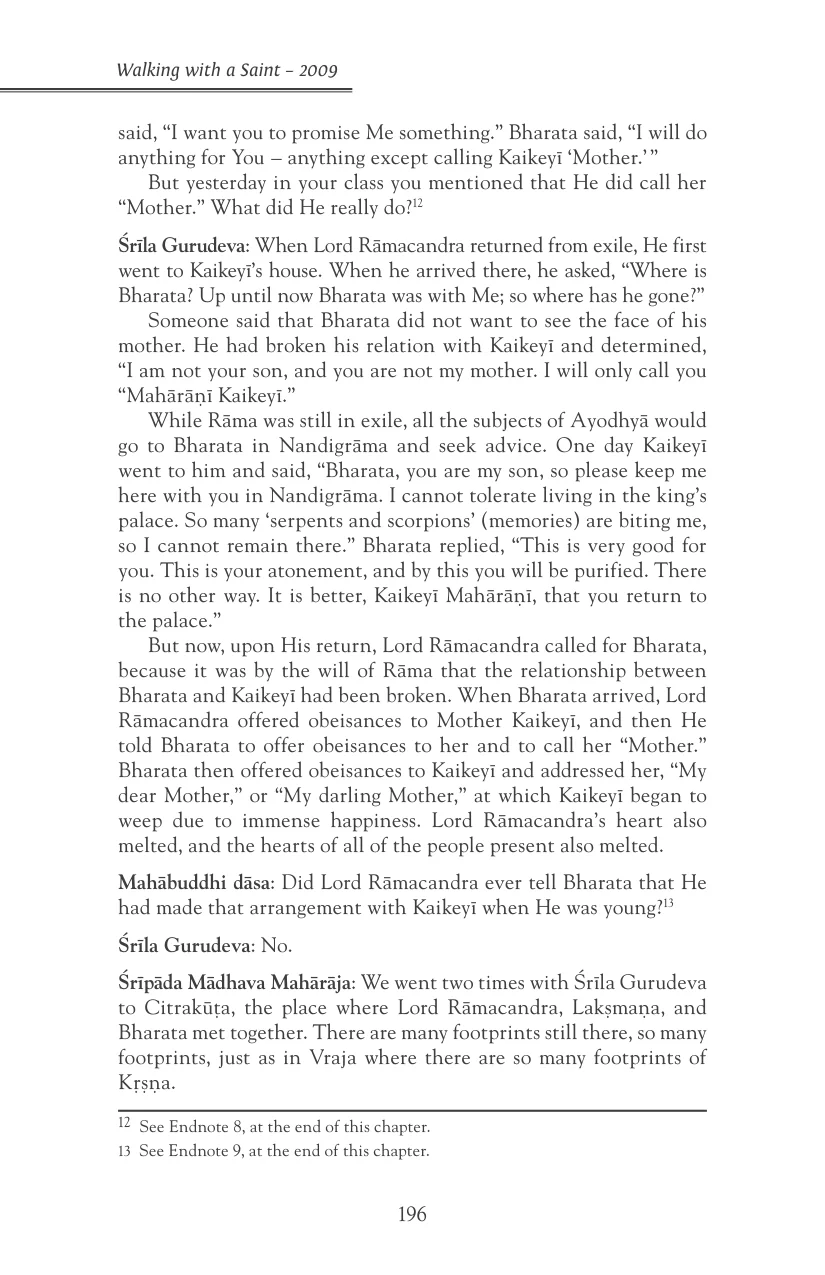 Walking with a Saint – 2009
said, “I want you to promise Me something.” Bharata said, “I will do
anything for You – anything except calling Kaikeyī ‘Mother.’”
But yesterday in your class you mentioned that He did call her
“Mother.” What did He really do?12
Śrīla Gurudeva: When Lord Rāmacandra returned from exile, He first
went to Kaikeyī’s house. When he arrived there, he asked, “Where is
Bharata? Up until now Bharata was with Me; so where has he gone?”
Someone said that Bharata did not want to see the face of his
mother. He had broken his relation with Kaikeyī and determined,
“I am not your son, and you are not my mother. I will only call you
“Mahārāṇī Kaikeyī.”
While Rāma was still in exile, all the subjects of Ayodhyā would
go to Bharata in Nandigrāma and seek advice. One day Kaikeyī
went to him and said, “Bharata, you are my son, so please keep me
here with you in Nandigrāma. I cannot tolerate living in the king’s
palace. So many ‘serpents and scorpions’ (memories) are biting me,
so I cannot remain there.” Bharata replied, “This is very good for
you. This is your atonement, and by this you will be purified. There
is no other way. It is better, Kaikeyī Mahārāṇī, that you return to
the palace.”
But now, upon His return, Lord Rāmacandra called for Bharata,
because it was by the will of Rāma that the relationship between
Bharata and Kaikeyī had been broken. When Bharata arrived, Lord
Rāmacandra offered obeisances to Mother Kaikeyī, and then He
told Bharata to offer obeisances to her and to call her “Mother.”
Bharata then offered obeisances to Kaikeyī and addressed her, “My
dear Mother,” or “My darling Mother,” at which Kaikeyī began to
weep due to immense happiness. Lord Rāmacandra’s heart also
melted, and the hearts of all of the people present also melted.
Mahābuddhi dāsa: Did Lord Rāmacandra ever tell Bharata that He
had made that arrangement with Kaikeyī when He was young?13
Śrīla Gurudeva: No.
Śrīpāda Mādhava Mahārāja: We went two times with Śrīla Gurudeva
to Citrakūṭa, the place where Lord Rāmacandra, Lakṣmaṇa, and
Bharata met together. There are many footprints still there, so many
footprints, just as in Vraja where there are so many footprints of
Kṛṣṇa.
12 See Endnote 8, at the end of this chapter.
13 See Endnote 9, at the end of this chapter.
196